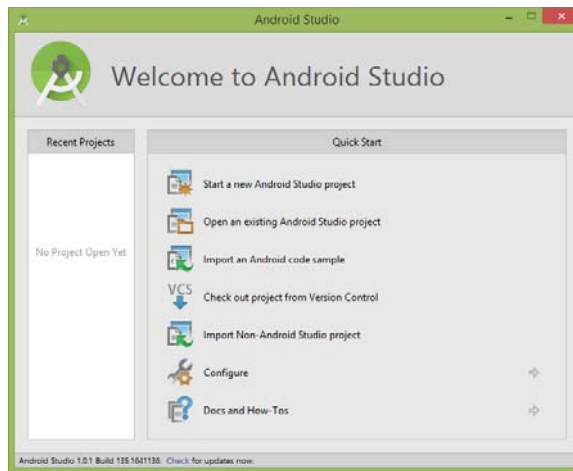 Android Studio
Welcome to Android Studio
Recent Projects
No Project Open Yet
Quick Start
Start a new Android Studio project
Open an existing Android Studio project
Import an Android code sample
VCS
Check out project from Version Control
Import Non-Android Studio project
Configure
Docs and How-Tos
Android Studio 1.0.1 Build 135.1641136. Check for updates now.